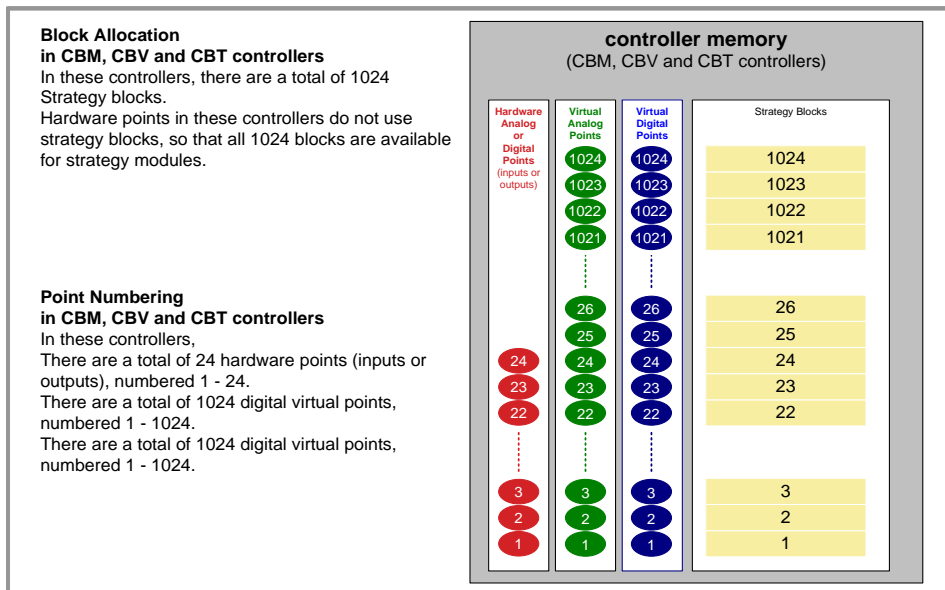 Block Allocation
in CBM, CBV and CBT controllers
In these controllers, there are a total of 1024
Strategy blocks.
Hardware points in these controllers do not use
strategy blocks, so that all 1024 blocks are available
for strategy modules.
Point Numbering
in CBM, CBV and CBT controllers
In these controllers,
There are a total of 24 hardware points (inputs or
outputs), numbered 1 - 24.
There are a total of 1024 digital virtual points,
numbered 1 - 1024.
There are a total of 1024 digital virtual points,
numbered 1 - 1024.
controller memory
(CBM, CBV and CBT controllers)
Hardware
Analog
or
Digital
Points
(inputs or
outputs)
24
23
22
3
2
1
Virtual
Analog
Points
1024
1023
1022
1021
26
25
24
23
22
3
2
1
Virtual
Digital
Points
1024
1023
1022
1021
26
25
24
23
22
3
2
1
Strategy Blocks
1024
1023
1022
1021
26
25
24
23
22
3
2
1